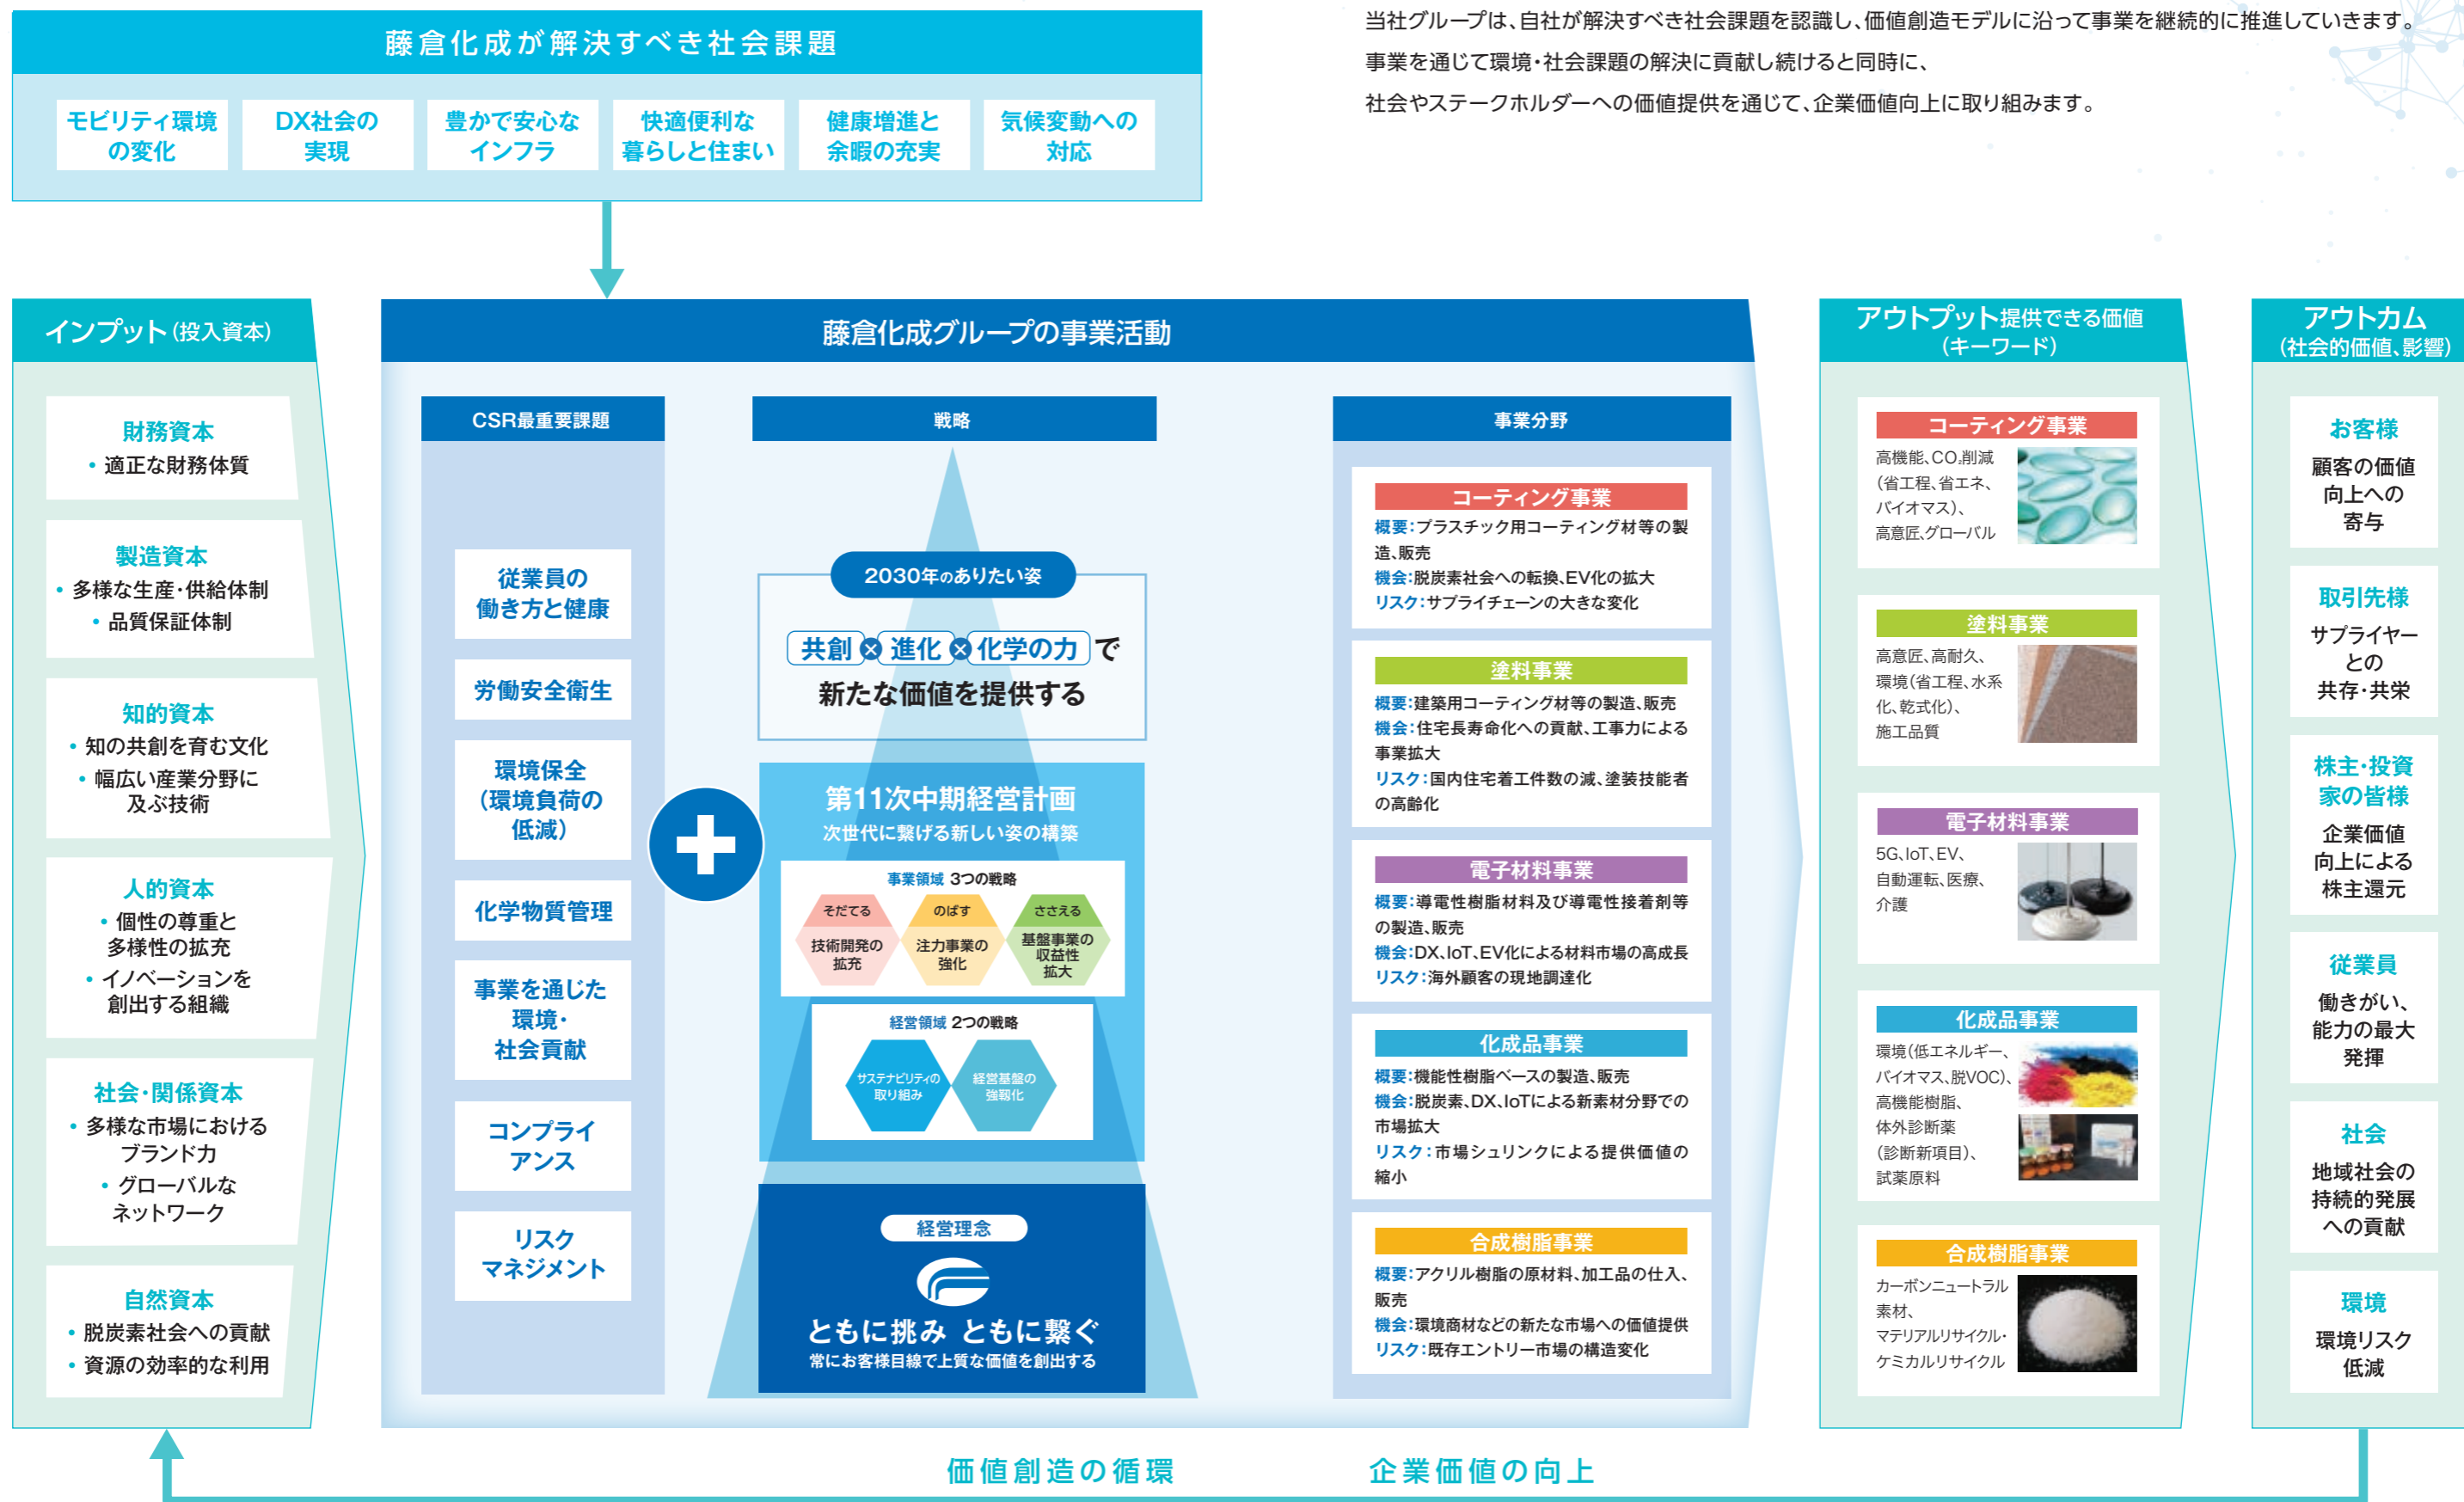 藤倉化成が解決すべき社会課題
モビリティ環境
の変化
DX社会の
実現
豊かで安心な
インフラ
快適便利な
暮らしと住まい
健康増進と
余暇の充実
気候変動への
対応
当社グループは、自社が解決すべき社会課題を認識し、価値創造モデルに沿って事業を継続的に推進していきます。
事業を通じて環境・社会課題の解決に貢献し続けると同時に、
社会やステークホルダーへの価値提供を通じて、企業価値向上に取り組みます。
インプット(投入資本)
財務資本
• 適正な財務体質
製造資本
• 多様な生産・供給体制
• 品質保証体制
知的資本
• 知の共創を育む文化
• 幅広い産業分野に
及ぶ技術
人的資本
• 個性の尊重と
多様性の拡充
• イノベーションを
創出する組織
社会・関係資本
• 多様な市場における
ブランド力
• グローバルな
ネットワーク
自然資本
• 脱炭素社会への貢献
• 資源の効率的な利用
藤倉化成グループの事業活動
CSR最重要課題
従業員の
働き方と健康
労働安全衛生
環境保全
(環境負荷の
低減)
化学物質管理
事業を通じた
環境・
社会貢献
コンプライ
アンス
リスク
マネジメント
戦略
2030年のありたい姿
共創×進化×化学の力で
新たな価値を提供する
第11次中期経営計画
次世代に繋げる新しい姿の構築
事業領域 3つの戦略
そだてる
技術開発の
拡充
のばす
注力事業の
強化
ささえる
基盤事業の
収益性
拡大
経営領域 2つの戦略
サステナビリティの
取り組み
経営基盤の
強靱化
経営理念
ともに挑み ともに繋ぐ
常にお客様目線で上質な価値を創出する
事業分野
コーティング事業
概要:プラスチック用コーティング材等の製
造、販売
機会:脱炭素社会への転換、EV化の拡大
リスク:サプライチェーンの大きな変化
塗料事業
概要:建築用コーティング材等の製造、販売
機会:住宅長寿命化への貢献、工事力による
事業拡大
リスク:国内住宅着工件数の減、塗装技能者
の高齢化
電子材料事業
概要:導電性樹脂材料及び導電性接着剤等
の製造、販売
機会:DX、IoT、EV化による材料市場の高成長
リスク:海外顧客の現地調達化
化成品事業
概要:機能性樹脂ベースの製造、販売
機会:脱炭素、DX、IoTによる新素材分野での
市場拡大
リスク:市場シュリンクによる提供価値の
縮小
合成樹脂事業
概要:アクリル樹脂の原材料、加工品の仕入、
販売
機会:環境商材などの新たな市場への価値提供
リスク:既存エントリー市場の構造変化
アウトプット提供できる価値
(キーワード)
コーティング事業
高機能、CO₂削減
(省工程、省エネ、
バイオマス)、
高意匠、グローバル
塗料事業
高意匠、高耐久、
環境(省工程、水系
化、乾式化)、
施工品質
電子材料事業
5G、IoT、EV、
自動運転、医療、
介護
化成品事業
環境(低エネルギー、
バイオマス、脱VOC)、
高機能樹脂、
体外診断薬
(診断新項目)、
試薬原料
合成樹脂事業
カーボンニュートラル
素材、
マテリアルリサイクル・
ケミカルリサイクル
アウトカム
(社会的価値、影響)
お客様
顧客の価値
向上への
寄与
取引先様
サプライヤー
との
共存・共栄
株主・投資
家の皆様
企業価値
向上による
株主還元
従業員
働きがい、
能力の最大
発揮
社会
地域社会の
持続的発展
への貢献
環境
環境リスク
低減
価値創造の循環
企業価値の向上